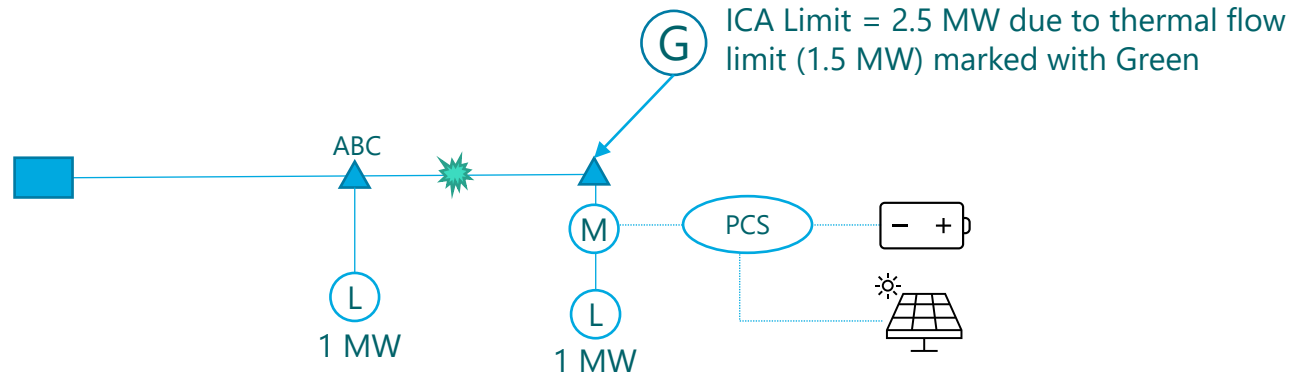 G
ICA Limit = 2.5 MW due to thermal flow
limit (1.5 MW) marked with Green
ABC
M
PCS
L
1 MW
L
1 MW